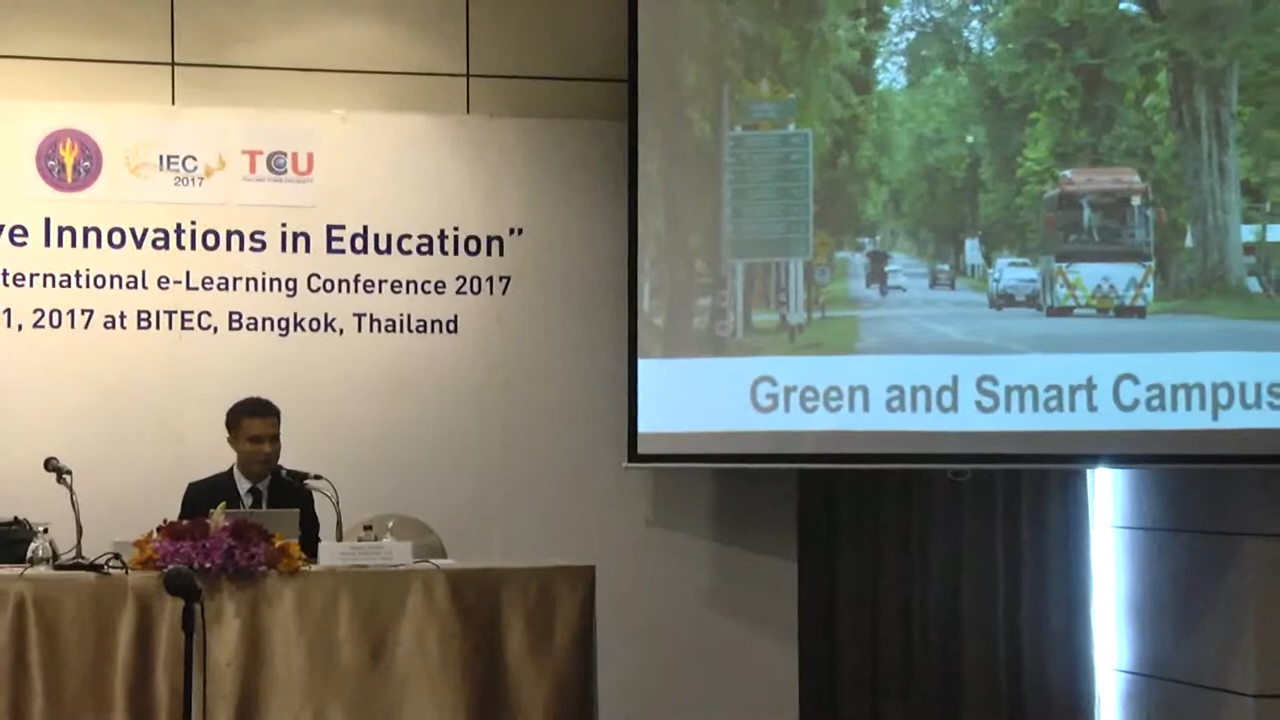 IEC
2017
TCU
ve Innovations in Education”
nternational e-Learning Conference 2017
1, 2017 at BITEC, Bangkok, Thailand
Green and Smart Campus